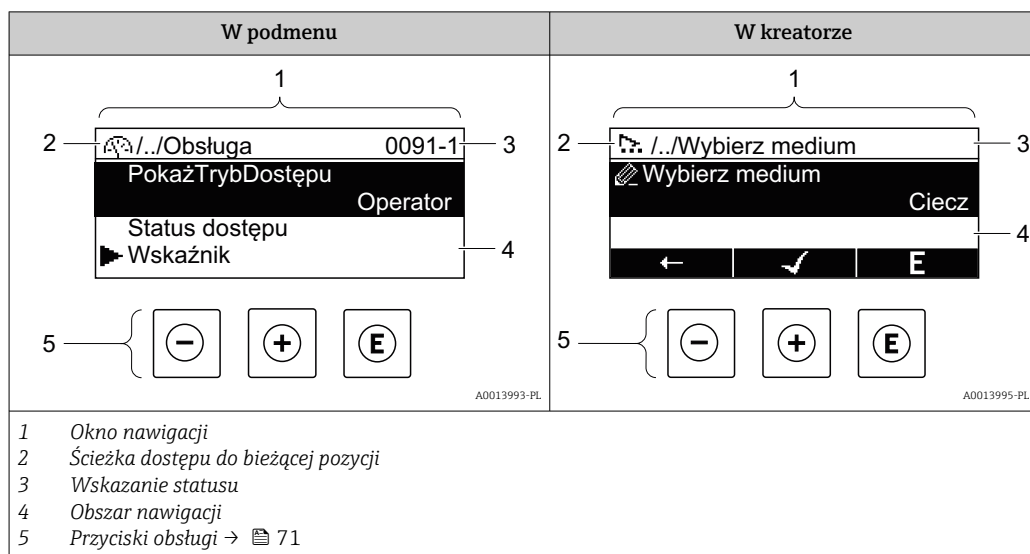 W podmenu
W kreatorze
1
2
/../Obsługa 0091-1
3
PokażTrybDostępu
Operator
Status dostępu
Wskaźnik
4
5
− + E
A0013993-PL
1
2
/../Wybierz medium
3
Wybierz medium
Ciecz
4
← ✓ E
5
− + E
A0013995-PL
1 Okno nawigacji
2 Ścieżka dostępu do bieżącej pozycji
3 Wskazanie statusu
4 Obszar nawigacji
5 Przyciski obsługi → 71